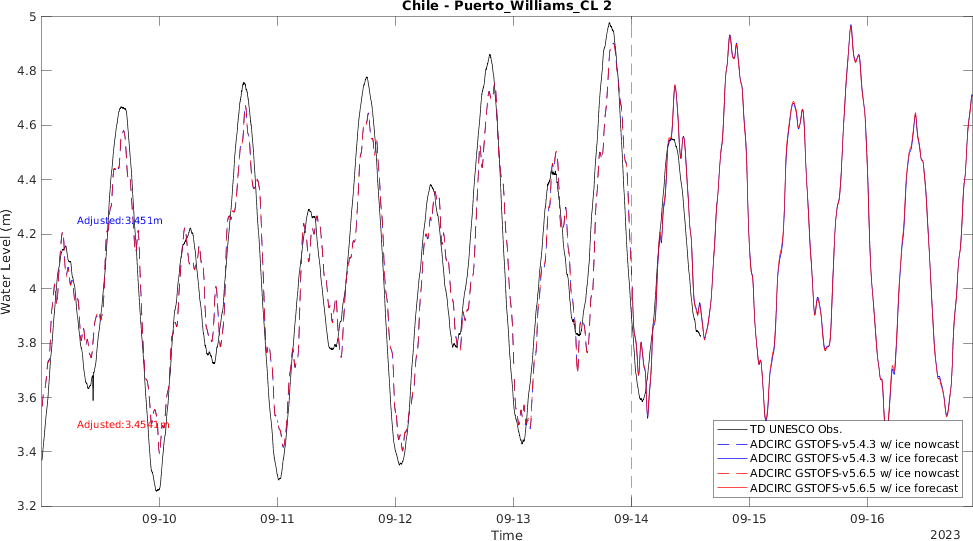 Chile - Puerto_Williams_CL 2
5
4.8
4.6
4.4
4.2
4
3.8
3.6
3.4
3.2
Water Level (m)
Adjusted:3.451m
Adjusted:3.4541m
TD UNESCO Obs.
ADCIRC GSTOFS-v5.4.3 w/ ice nowcast
ADCIRC GSTOFS-v5.4.3 w/ ice forecast
ADCIRC GSTOFS-v5.6.5 w/ ice nowcast
ADCIRC GSTOFS-v5.6.5 w/ ice forecast
09-10 09-11 09-12 09-13 09-14 09-15 09-16
Time
2023